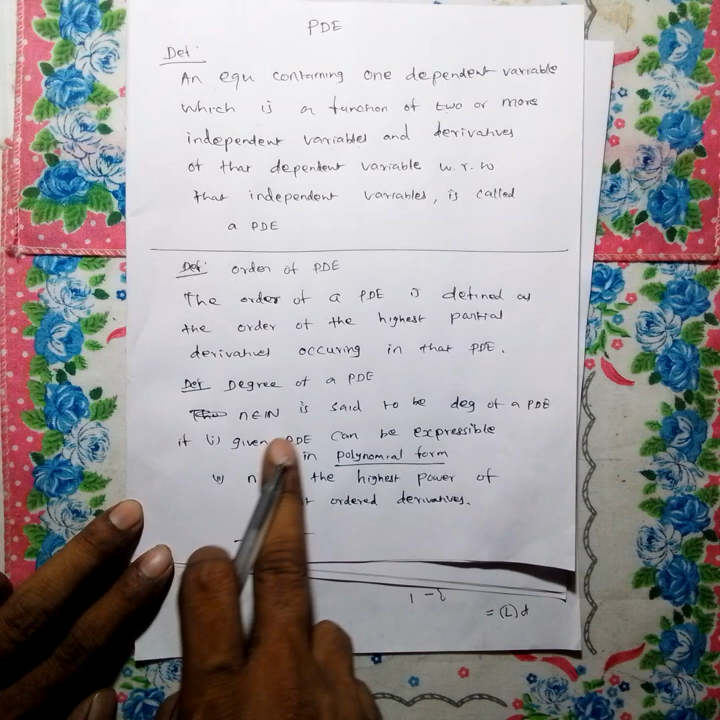 PDE
Def:
An equ containing one dependent variable
which is a function of two or more
independent variables and derivatives
of that dependent variable w.r.to
that independent variables, is called
a PDE
Def: order of PDE
The order of a PDE is defined as
the order of the highest partial
derivatives occuring in that PDE.
Def Degree of a PDE
n∈IN is said to be deg of a PDE
if (i) given PDE can be expressible
in polynomial form
n the highest power of
ordered derivatives.